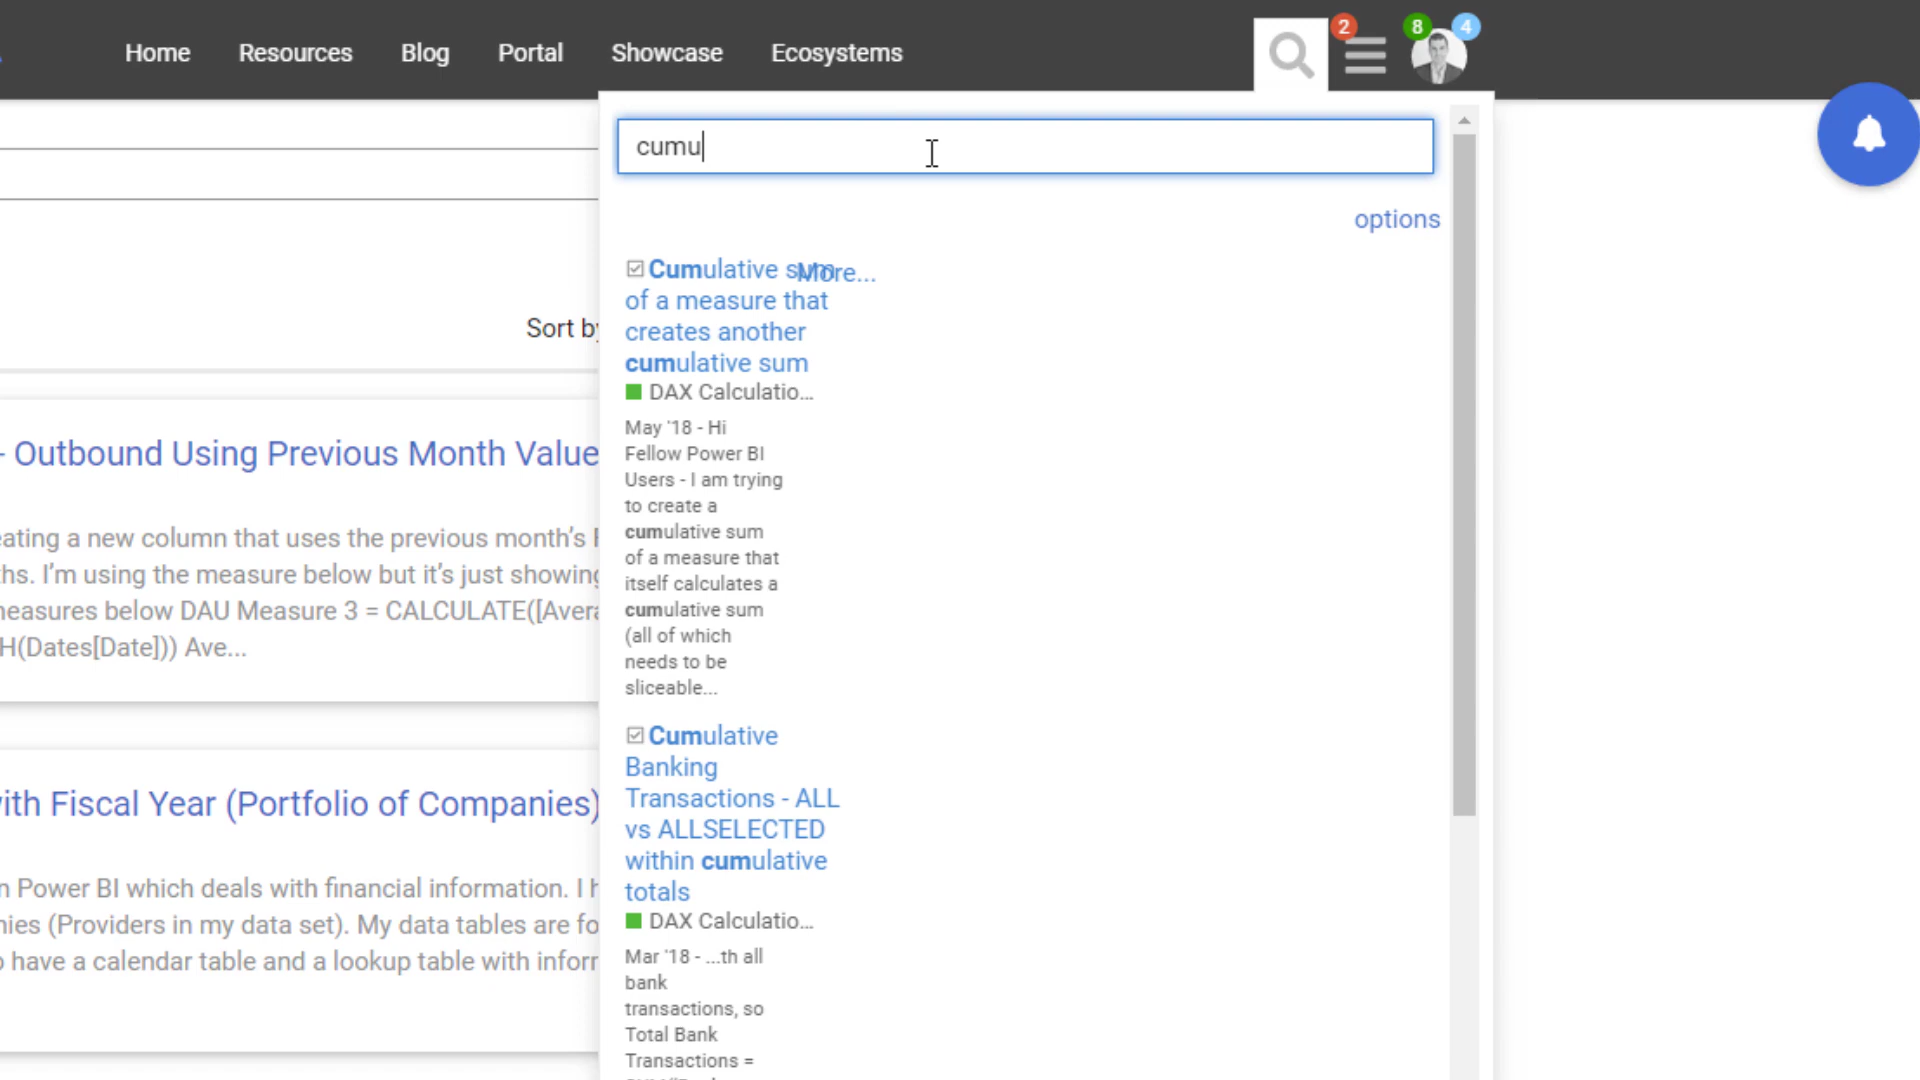 Home Resources Blog Portal Showcase Ecosystems
2
8
4
cumu
options
Cumulative sum
More...
of a measure that
creates another
cumulative sum
DAX Calculatio...
May '18 - Hi
Fellow Power BI
Users - I am trying
to create a
cumulative sum
of a measure that
itself calculates a
cumulative sum
(all of which
needs to be
sliceable...
Cumulative
Banking
Transactions - ALL
vs ALLSELECTED
within cumulative
totals
DAX Calculatio...
Mar '18 - ...th all
bank
transactions, so
Total Bank
Transactions =
Sort by
- Outbound Using Previous Month Value
eating a new column that uses the previous month's
ths. I'm using the measure below but it's just showing
measures below DAU Measure 3 = CALCULATE([Avera
H(Dates[Date])) Ave...
with Fiscal Year (Portfolio of Companies)
n Power BI which deals with financial information. I h
nies (Providers in my data set). My data tables are fo
o have a calendar table and a lookup table with infor